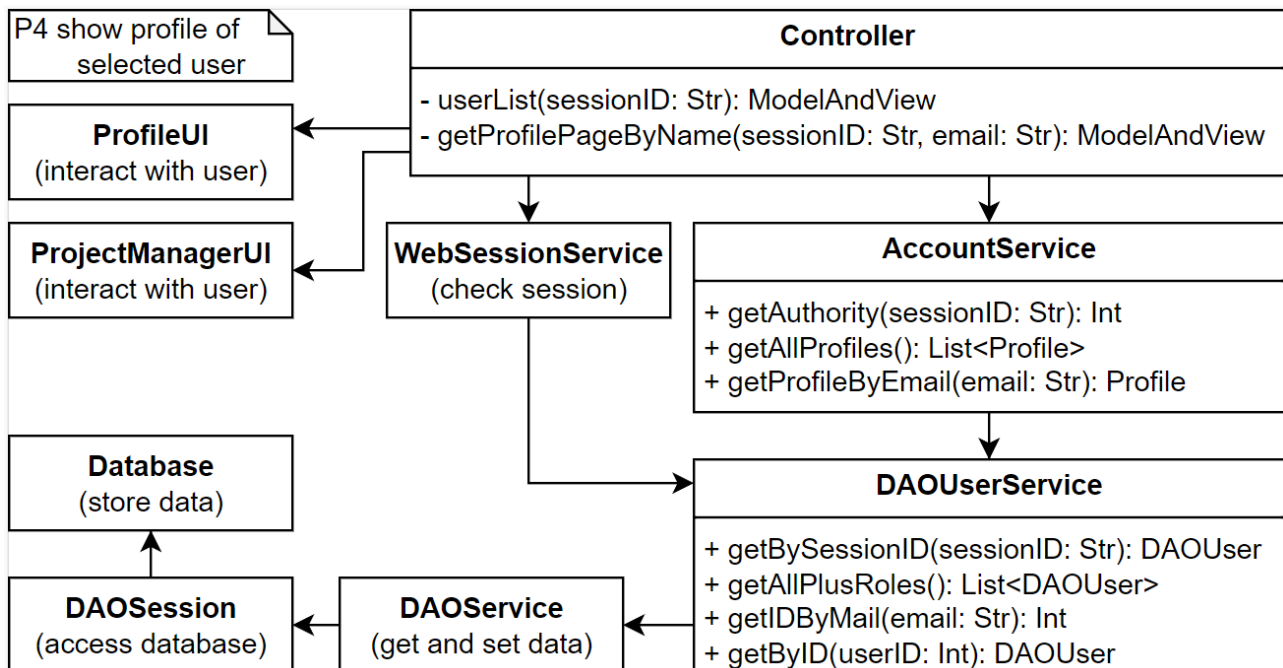 P4 show profile of
selected user
Controller
- userList(sessionID: Str): ModelAndView
- getProfilePageByName(sessionID: Str, email: Str): ModelAndView
ProfileUI
(interact with user)
ProjectManagerUI
(interact with user)
WebSessionService
(check session)
AccountService
+ getAuthority(sessionID: Str): Int
+ getAllProfiles(): List<Profile>
+ getProfileByEmail(email: Str): Profile
Database
(store data)
DAOUserService
+ getBySessionID(sessionID: Str): DAOUser
+ getAllPlusRoles(): List<DAOUser>
+ getIDByMail(email: Str): Int
+ getByID(userID: Int): DAOUser
DAOSession
(access database)
DAOService
(get and set data)